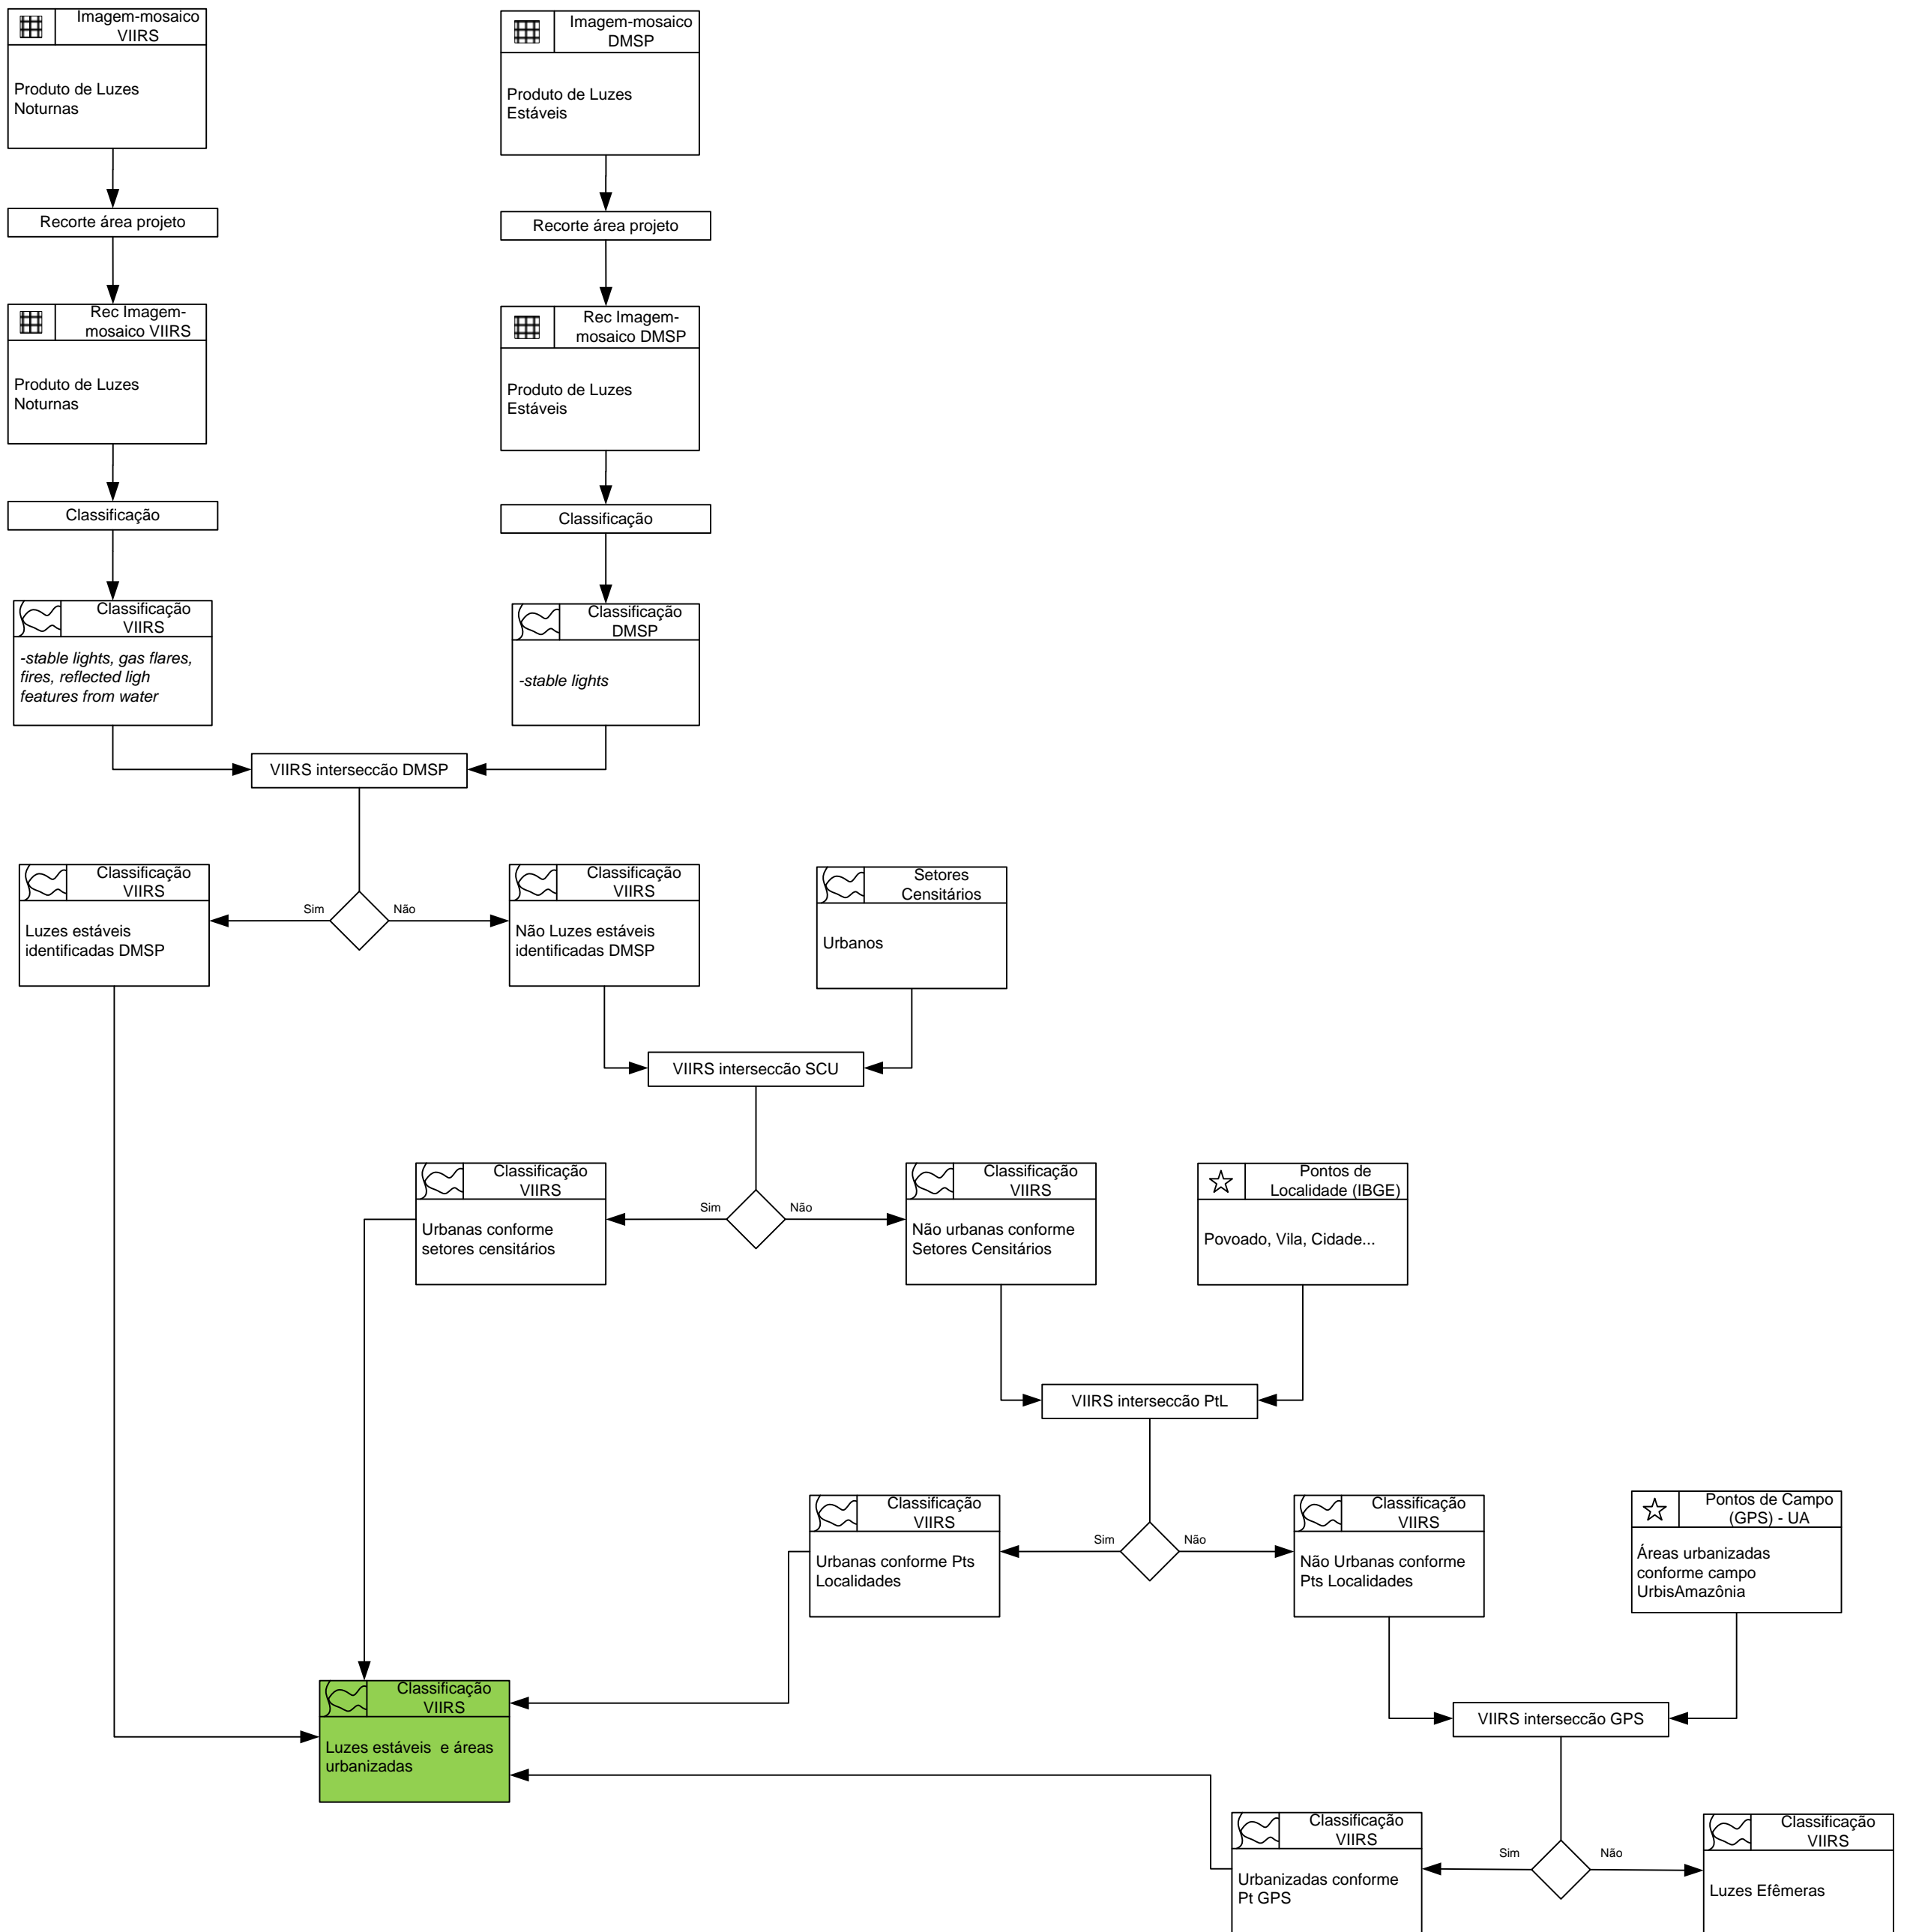 Imagem-mosaico
VIIRS
Produto de Luzes
Noturnas
Imagem-mosaico
DMSP
Produto de Luzes
Estáveis
Recorte área projeto
Recorte área projeto
Rec Imagem-
mosaico VIIRS
Produto de Luzes
Noturnas
Rec Imagem-
mosaico DMSP
Produto de Luzes
Estáveis
Classificação
Classificação
Classificação
VIIRS
-stable lights, gas flares,
fires, reflected ligh
features from water
Classificação
DMSP
-stable lights
VIIRS interseccão DMSP
Classificação
VIIRS
Luzes estáveis
identificadas DMSP
Sim
Não
Classificação
VIIRS
Não Luzes estáveis
identificadas DMSP
Setores
Censitários
Urbanos
VIIRS interseccão SCU
Classificação
VIIRS
Urbanas conforme
setores censitários
Sim
Não
Classificação
VIIRS
Não urbanas conforme
Setores Censitários
Pontos de
Localidade (IBGE)
Povoado, Vila, Cidade...
VIIRS interseccão PtL
Classificação
VIIRS
Urbanas conforme Pts
Localidades
Sim
Não
Classificação
VIIRS
Não Urbanas conforme
Pts Localidades
Pontos de Campo
(GPS) - UA
Áreas urbanizadas
conforme campo
UrbisAmazônia
Classificação
VIIRS
Luzes estáveis  e áreas
urbanizadas
VIIRS interseccão GPS
Classificação
VIIRS
Urbanizadas conforme
Pt GPS
Sim
Não
Classificação
VIIRS
Luzes Efêmeras